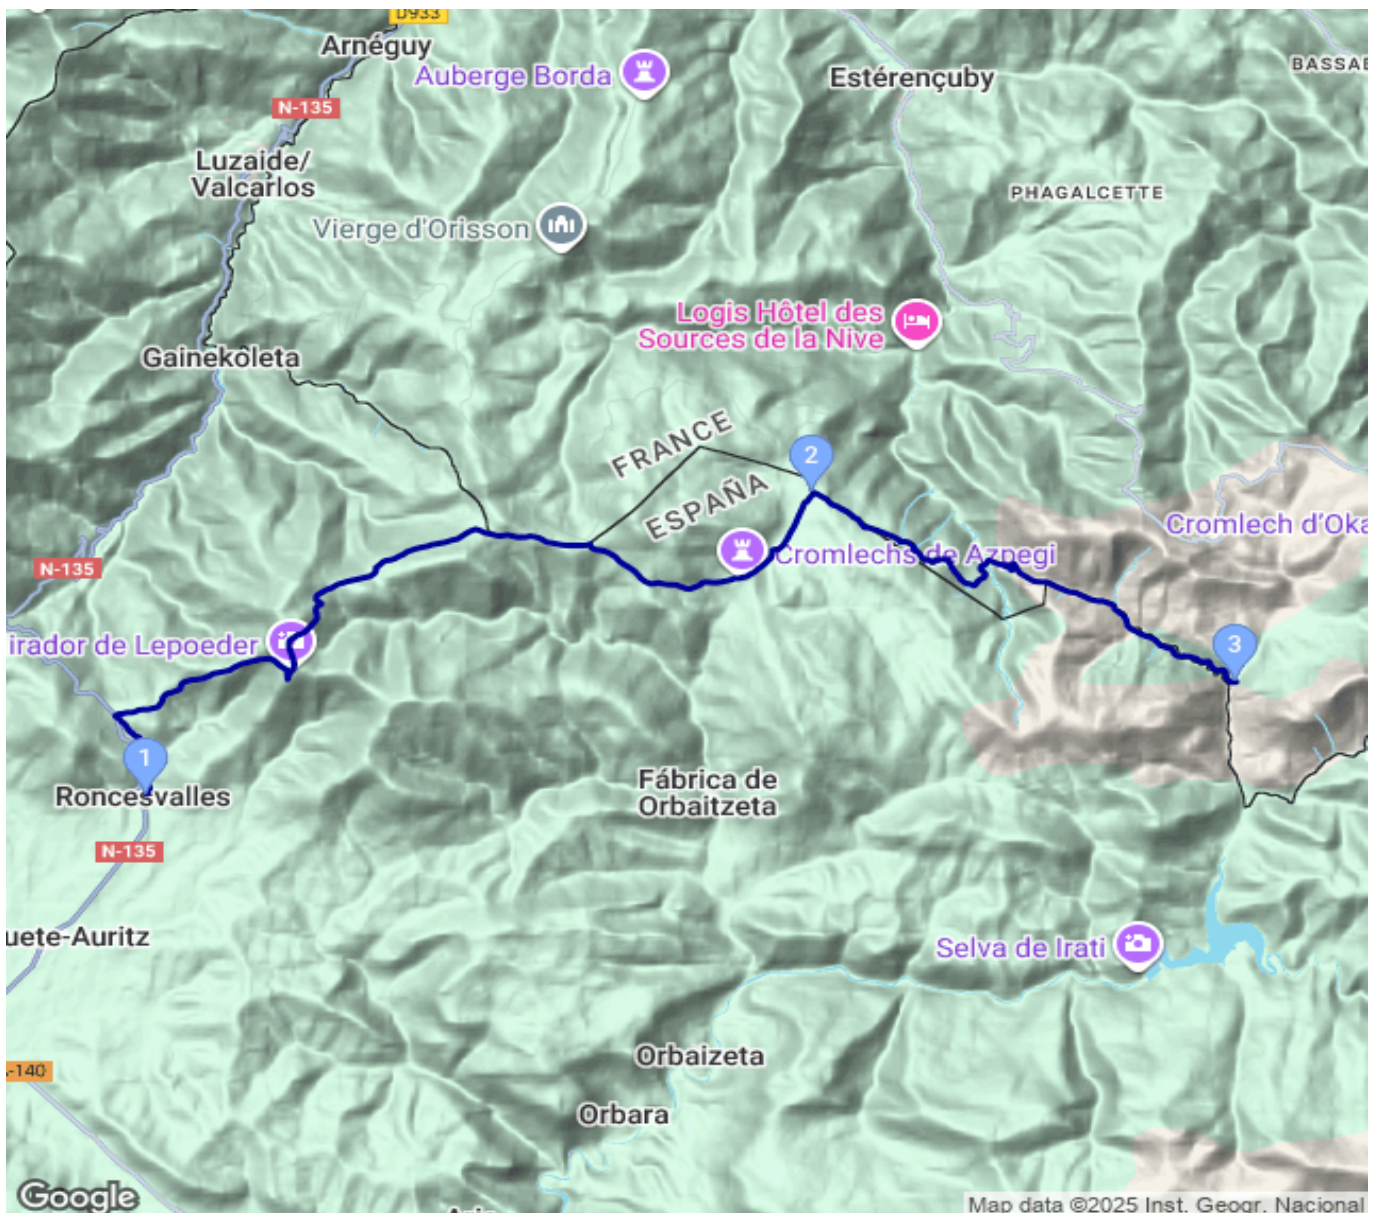 D933
Arnéguy
Auberge Borda
Estérençuby
BASSAB
N-135
Luzaide/
Valcarlos
PHAGALCETTE
Vierge d'Orisson
Logis Hôtel des
Sources de la Nive
Gainekoleta
FRANCE
2
ESPAÑA
Cromlech d'Oka
Cromlechs de Azpegi
N-135
irador de Lepoeder
3
1
Fábrica de
Orbaitzeta
Roncesvalles
N-135
uete-Auritz
Selva de Irati
Orbaizeta
-140
Orbara
Google
Map data ©2025 Inst. Geogr. Nacional